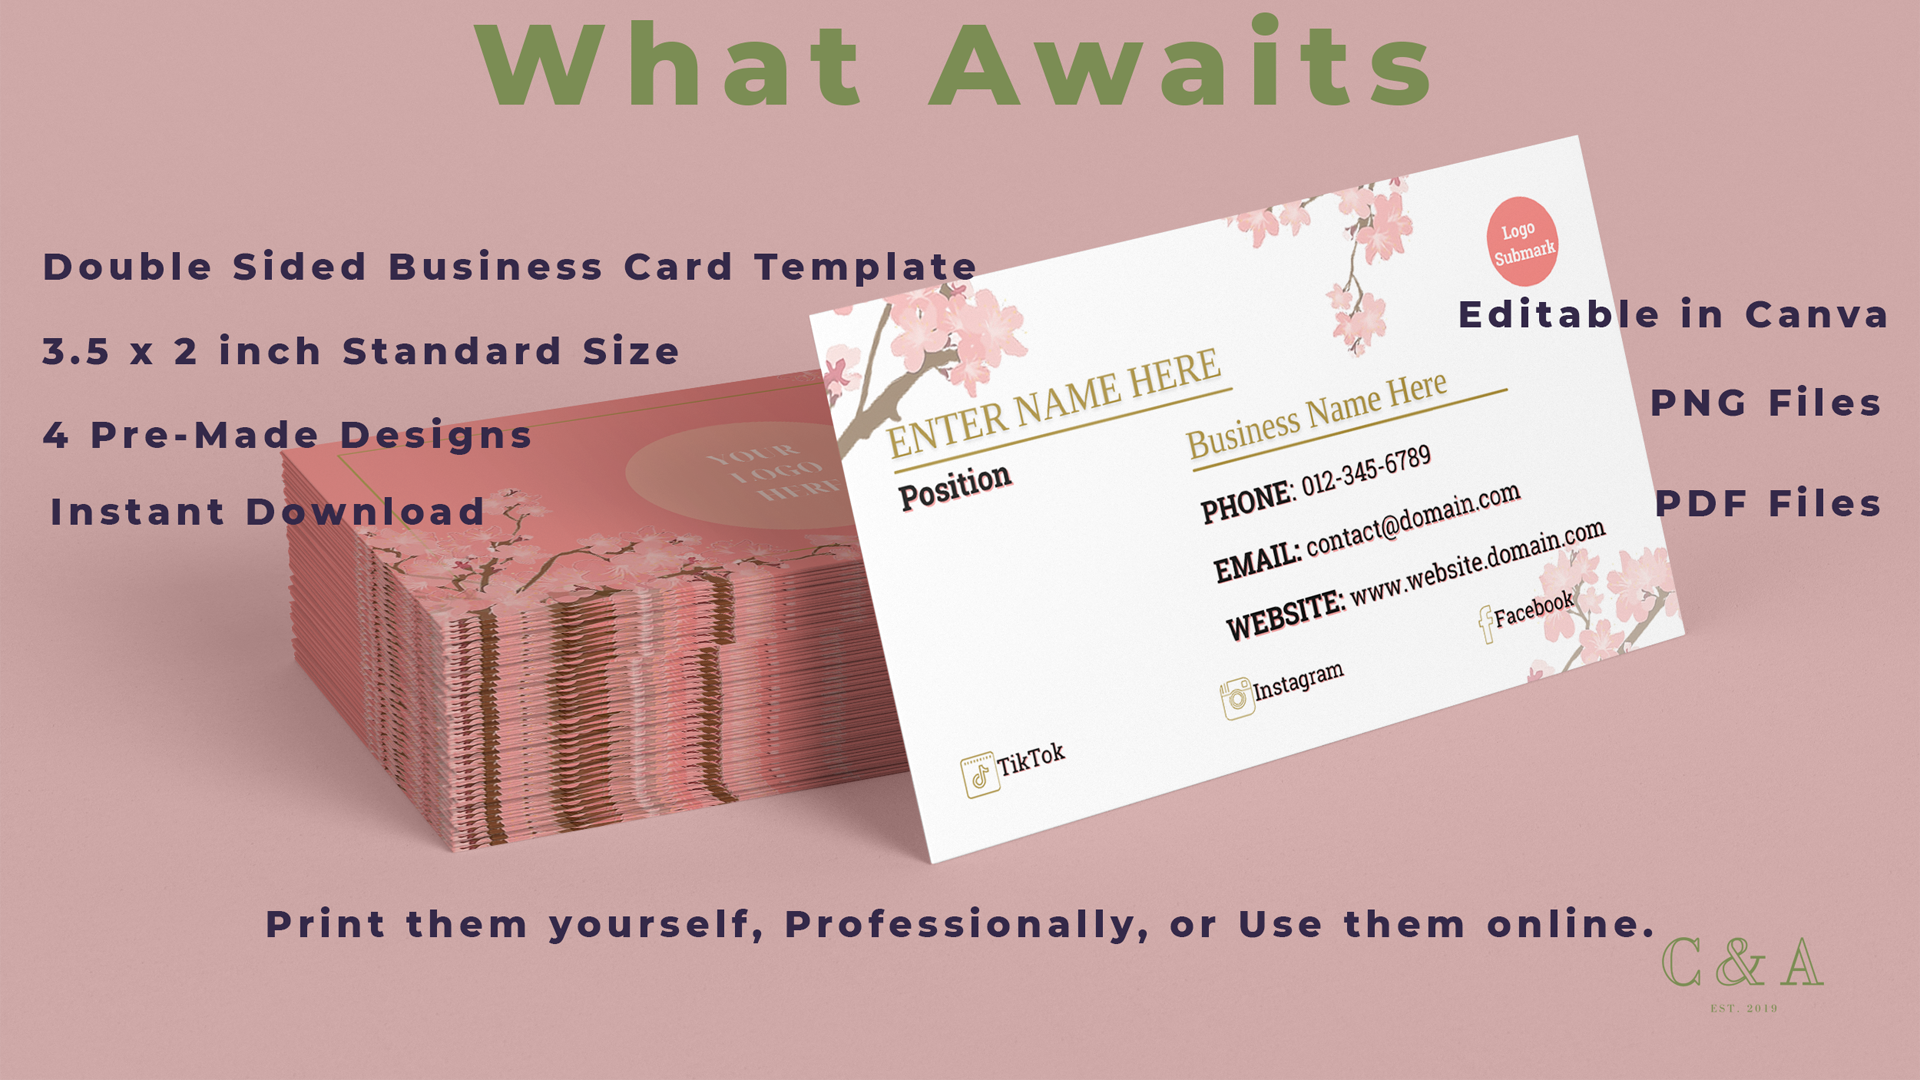 What Awaits
Double Sided Business Card Template
3.5 x 2 inch Standard Size
4 Pre-Made Designs
Instant Download
Editable in Canva
PNG Files
PDF Files
YOUR
LOGO
HERE
Logo
Submark
ENTER NAME HERE
Position
Business Name Here
PHONE: 012-345-6789
EMAIL: contact@domain.com
WEBSITE: www.website.domain.com
Facebook
Instagram
TikTok
Print them yourself, Professionally, or Use them online.
C & A
EST. 2019